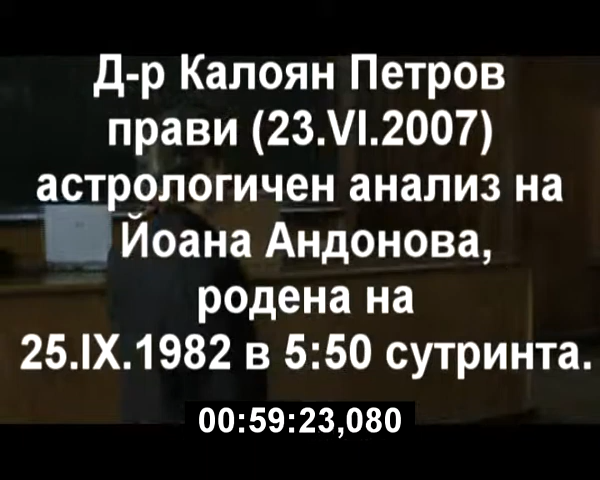 Д-р Калоян Петров
прави (23.VI.2007)
астрологичен анализ на
Йоана Андонова,
родена на
25.IX.1982 в 5:50 сутринта.
00:59:23,080